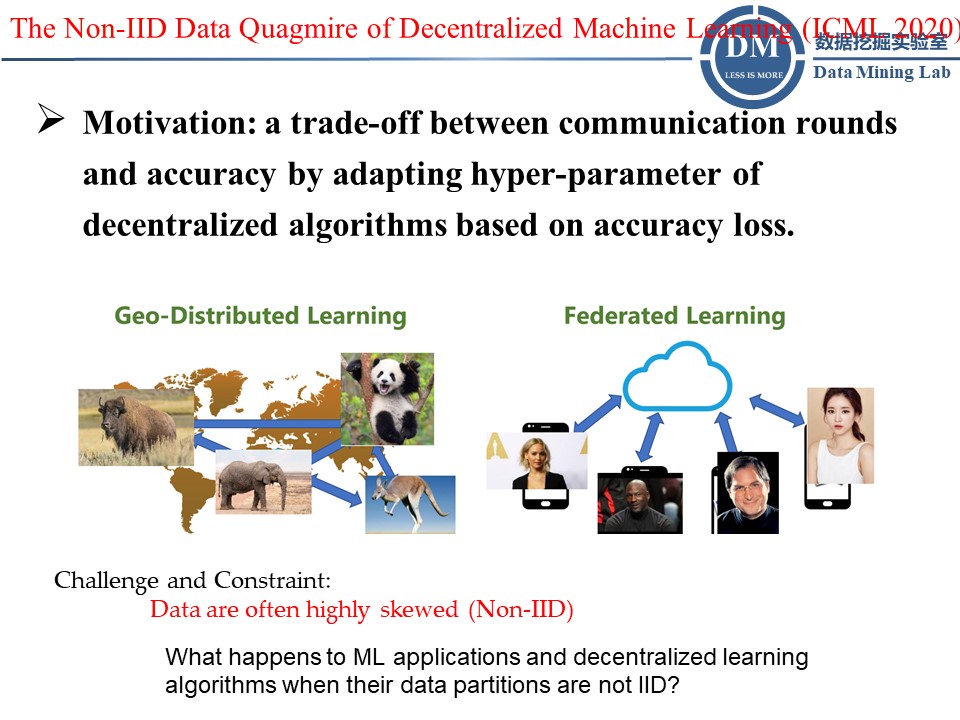 The Non-IID Data Quagmire of Decentralized Machine Learning (ICML 2020)
DM
LESS IS MORE
数据挖掘实验室
Data Mining Lab
Motivation: a trade-off between communication rounds
and accuracy by adapting hyper-parameter of
decentralized algorithms based on accuracy loss.
Geo-Distributed Learning
Federated Learning
Challenge and Constraint:
Data are often highly skewed (Non-IID)
What happens to ML applications and decentralized learning
algorithms when their data partitions are not IID?